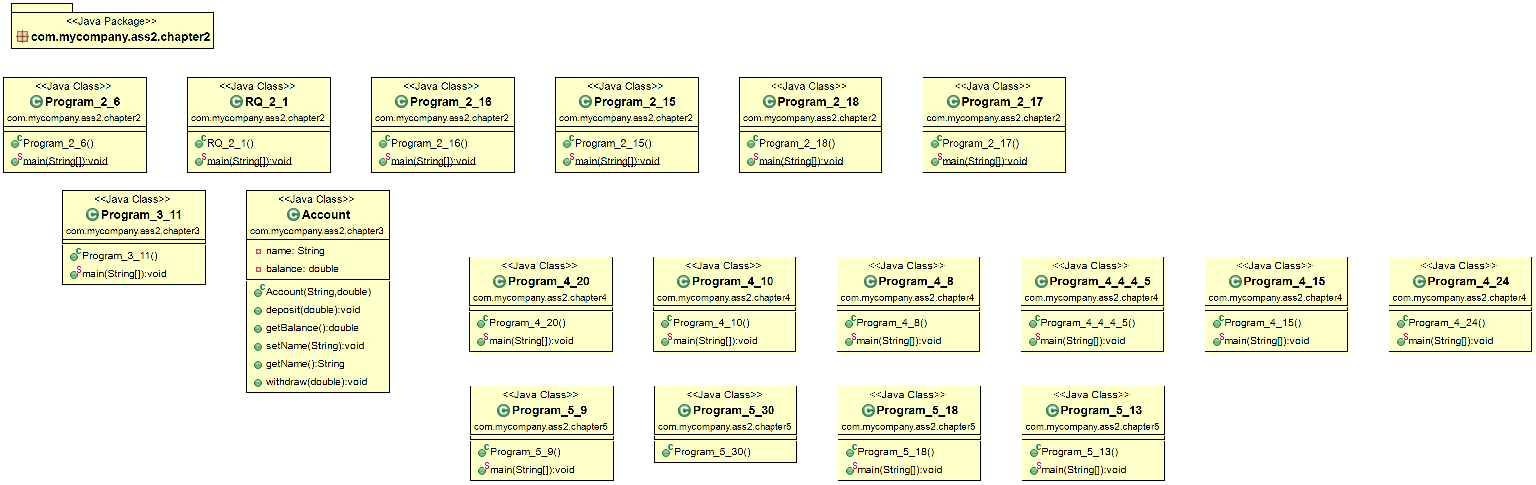 <<Java Package>>
com.mycompany.ass2.chapter2
<<Java Class>>
Program_2_6
com.mycompany.ass2.chapter2
Program_2_6()
main(String[]):void
<<Java Class>>
RQ_2_1
com.mycompany.ass2.chapter2
RQ_2_1()
main(String[]):void
<<Java Class>>
Program_2_16
com.mycompany.ass2.chapter2
Program_2_16()
main(String[]):void
<<Java Class>>
Program_2_15
com.mycompany.ass2.chapter2
Program_2_15()
main(String[]):void
<<Java Class>>
Program_2_18
com.mycompany.ass2.chapter2
Program_2_18()
main(String[]):void
<<Java Class>>
Program_2_17
com.mycompany.ass2.chapter2
Program_2_17()
main(String[]):void
<<Java Class>>
Program_3_11
com.mycompany.ass2.chapter3
Program_3_11()
main(String[]):void
<<Java Class>>
Account
com.mycompany.ass2.chapter3
name: String
balance: double
Account(String,double)
deposit(double):void
getBalance():double
setName(String):void
getName():String
withdraw(double):void
<<Java Class>>
Program_4_20
com.mycompany.ass2.chapter4
Program_4_20()
main(String[]):void
<<Java Class>>
Program_4_10
com.mycompany.ass2.chapter4
Program_4_10()
main(String[]):void
<<Java Class>>
Program_4_8
com.mycompany.ass2.chapter4
Program_4_8()
main(String[]):void
<<Java Class>>
Program_4_4_4_5
com.mycompany.ass2.chapter4
Program_4_4_4_5()
main(String[]):void
<<Java Class>>
Program_4_15
com.mycompany.ass2.chapter4
Program_4_15()
main(String[]):void
<<Java Class>>
Program_4_24
com.mycompany.ass2.chapter4
Program_4_24()
main(String[]):void
<<Java Class>>
Program_5_9
com.mycompany.ass2.chapter5
Program_5_9()
main(String[]):void
<<Java Class>>
Program_5_30
com.mycompany.ass2.chapter5
Program_5_30()
<<Java Class>>
Program_5_18
com.mycompany.ass2.chapter5
Program_5_18()
main(String[]):void
<<Java Class>>
Program_5_13
com.mycompany.ass2.chapter5
Program_5_13()
main(String[]):void